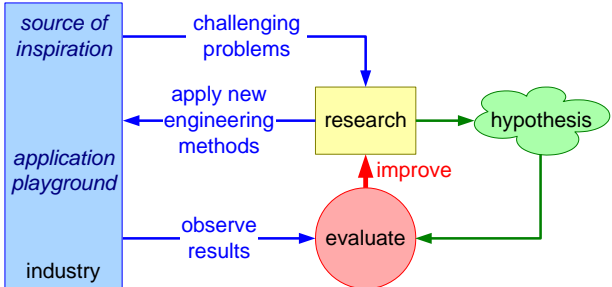 source of
inspiration
challenging
problems
apply new
engineering
methods
research
hypothesis
application
playground
improve
observe
results
evaluate
industry